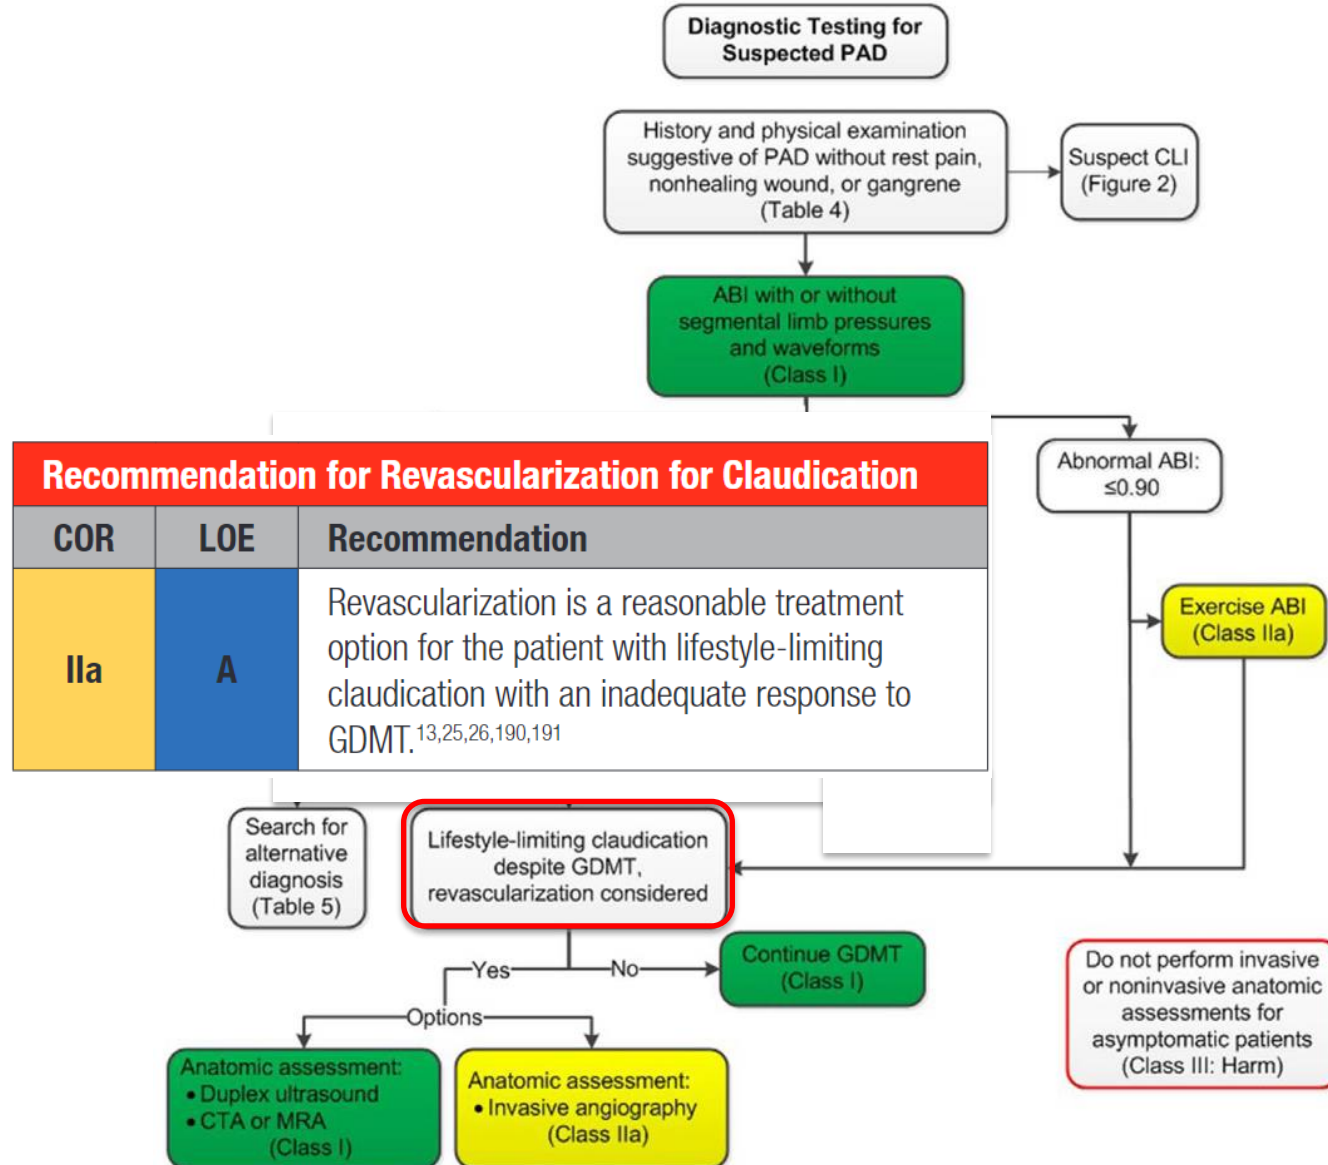 Diagnostic Testing for
Suspected PAD
History and physical examination
suggestive of PAD without rest pain,
nonhealing wound, or gangrene
(Table 4)
Suspect CLI
(Figure 2)
ABI with or without
segmental limb pressures
and waveforms
(Class I)
Abnormal ABI:
≤0.90
Exercise ABI
(Class IIa)
Recommendation for Revascularization for Claudication
COR LOE Recommendation
IIa A
Revascularization is a reasonable treatment
option for the patient with lifestyle-limiting
claudication with an inadequate response to
GDMT.13,25,26,190,191
Search for
alternative
diagnosis
(Table 5)
Lifestyle-limiting claudication
despite GDMT,
revascularization considered
Yes
No
Continue GDMT
(Class I)
Do not perform invasive
or noninvasive anatomic
assessments for
asymptomatic patients
(Class III: Harm)
Options
Anatomic assessment:
• Duplex ultrasound
• CTA or MRA
(Class I)
Anatomic assessment:
• Invasive angiography
(Class IIa)